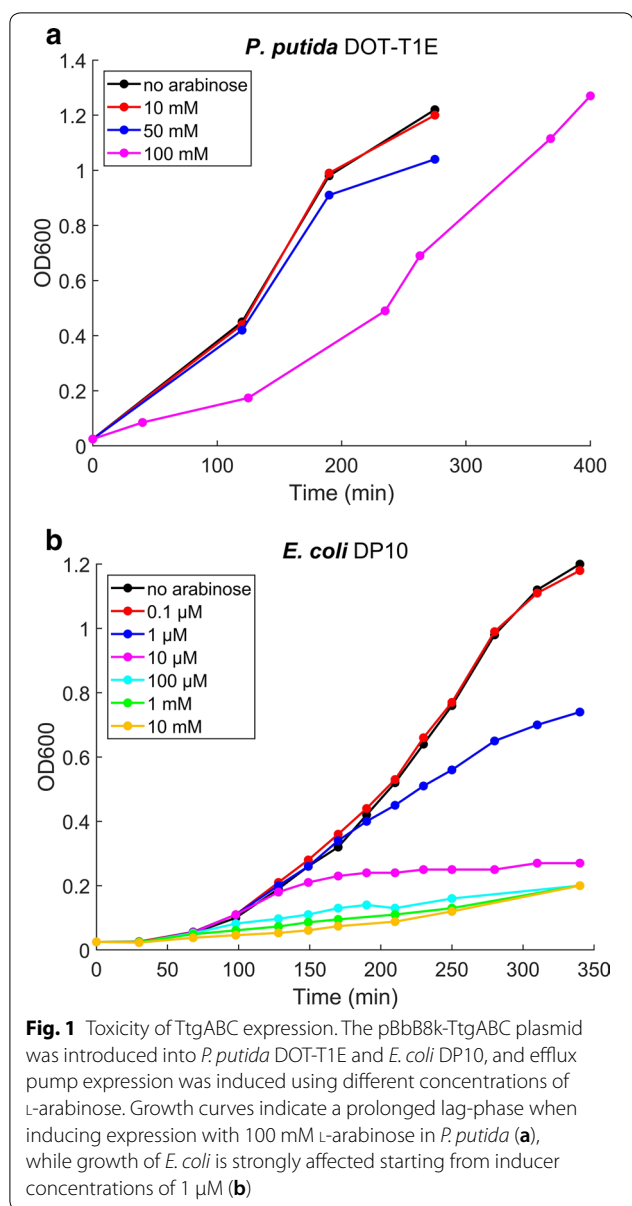 a
P. putida DOT-T1E
1.4
1.2
1
0.8
0.6
0.4
0.2
0
OD600
no arabinose
10 mM
50 mM
100 mM
0 100 200 300 400
Time (min)
b
E. coli DP10
1.2
1
0.8
0.6
0.4
0.2
0
OD600
no arabinose
0.1 µM
1 µM
10 µM
100 µM
1 mM
10 mM
0 50 100 150 200 250 300 350
Time (min)
Fig. 1 Toxicity of TtgABC expression. The pBbB8k-TtgABC plasmid
was introduced into P. putida DOT-T1E and E. coli DP10, and efflux
pump expression was induced using different concentrations of
L-arabinose. Growth curves indicate a prolonged lag-phase when
inducing expression with 100 mM L-arabinose in P. putida (a),
while growth of E. coli is strongly affected starting from inducer
concentrations of 1 µM (b)